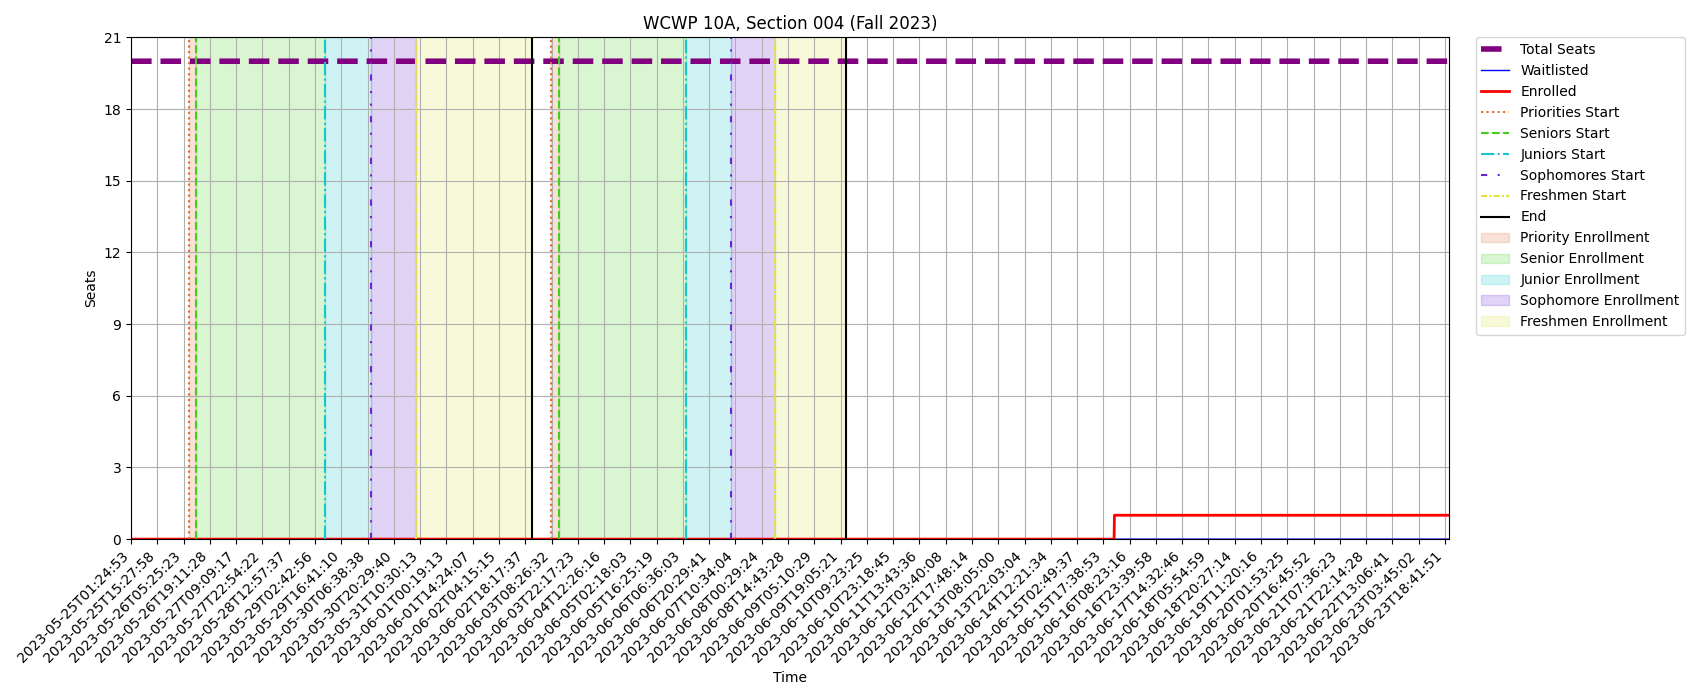 WCWP 10A, Section 004 (Fall 2023)
21
18
15
12
9
6
3
0
Seats
2023-05-25T01:24:53
2023-05-25T15:27:58
2023-05-26T05:25:23
2023-05-26T19:11:28
2023-05-27T09:09:17
2023-05-27T22:54:22
2023-05-28T12:57:37
2023-05-29T02:42:56
2023-05-29T16:41:10
2023-05-30T06:38:38
2023-05-30T20:29:40
2023-05-31T10:30:13
2023-06-01T00:19:13
2023-06-01T14:24:07
2023-06-02T04:15:15
2023-06-02T18:17:37
2023-06-03T08:26:32
2023-06-03T22:17:23
2023-06-04T12:26:16
2023-06-05T02:18:03
2023-06-05T16:25:19
2023-06-06T06:36:03
2023-06-06T20:29:41
2023-06-07T10:34:04
2023-06-08T00:29:24
2023-06-08T14:43:28
2023-06-09T05:10:29
2023-06-09T19:05:21
2023-06-10T09:23:25
2023-06-10T23:18:45
2023-06-11T13:43:36
2023-06-12T03:40:08
2023-06-12T17:48:14
2023-06-13T08:05:00
2023-06-13T22:03:04
2023-06-14T12:21:34
2023-06-15T02:49:37
2023-06-15T17:38:53
2023-06-16T08:23:16
2023-06-16T23:39:58
2023-06-17T14:32:46
2023-06-18T05:54:59
2023-06-18T20:27:14
2023-06-19T11:20:16
2023-06-20T01:53:25
2023-06-20T16:45:52
2023-06-21T07:36:23
2023-06-21T22:14:28
2023-06-22T13:06:41
2023-06-23T03:45:02
2023-06-23T18:41:51
Time
Total Seats
Waitlisted
Enrolled
Priorities Start
Seniors Start
Juniors Start
Sophomores Start
Freshmen Start
End
Priority Enrollment
Senior Enrollment
Junior Enrollment
Sophomore Enrollment
Freshmen Enrollment